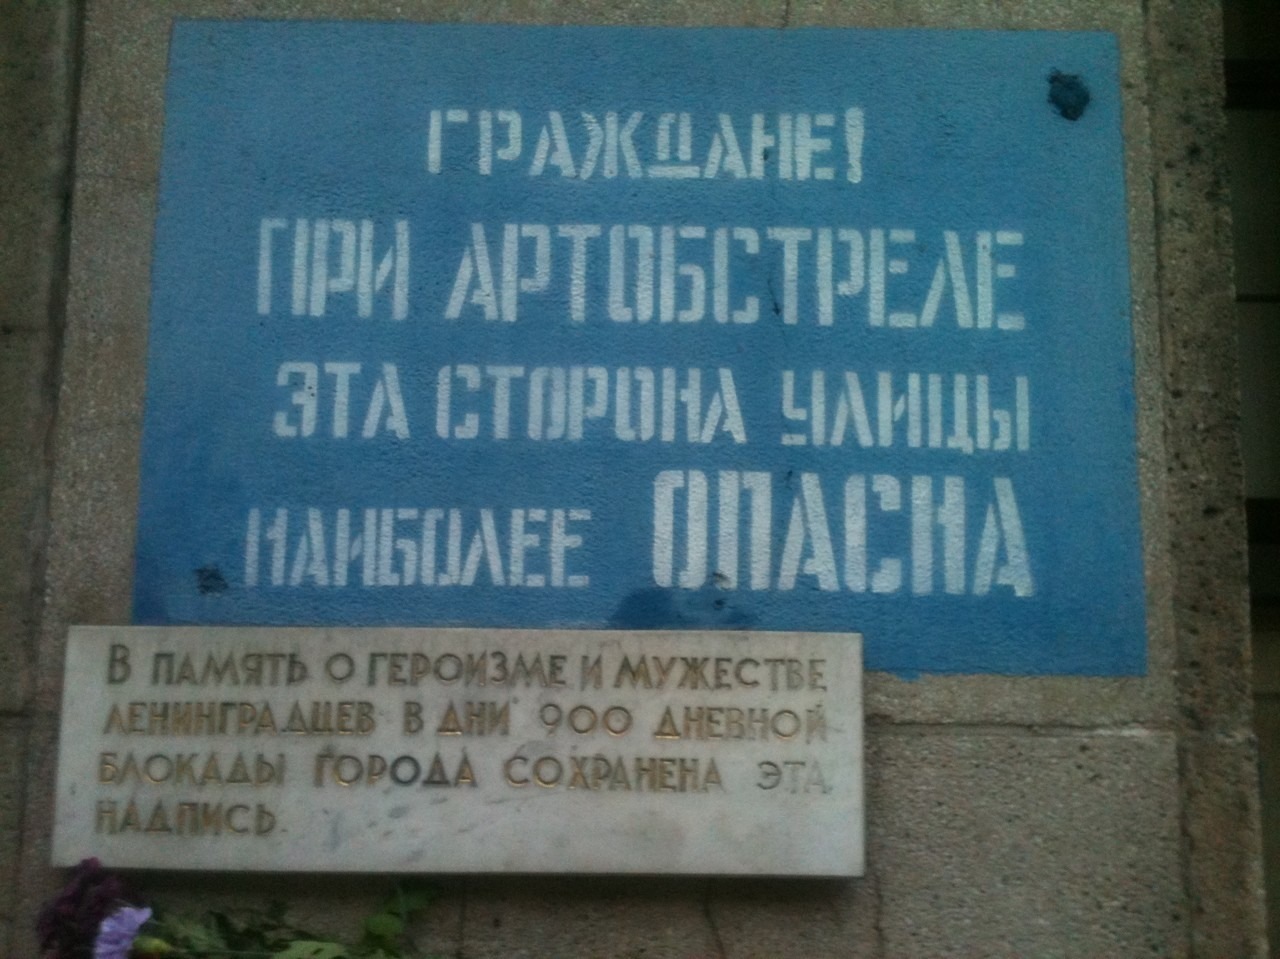 ГРАЖДАНЕ!
ПРИ АРТОБСТРЕЛЕ
ЭТА СТОРОНА УЛИЦЫ
НАИБОЛЕЕ ОПАСНА
В ПАМЯТЬ О ГЕРОИЗМЕ И МУЖЕСТВЕ
ЛЕНИНГРАДЦЕВ В ДНИ 900 ДНЕВНОЙ
БЛОКАДЫ ГОРОДА СОХРАНЕНА ЭТА
НАДПИСЬ.